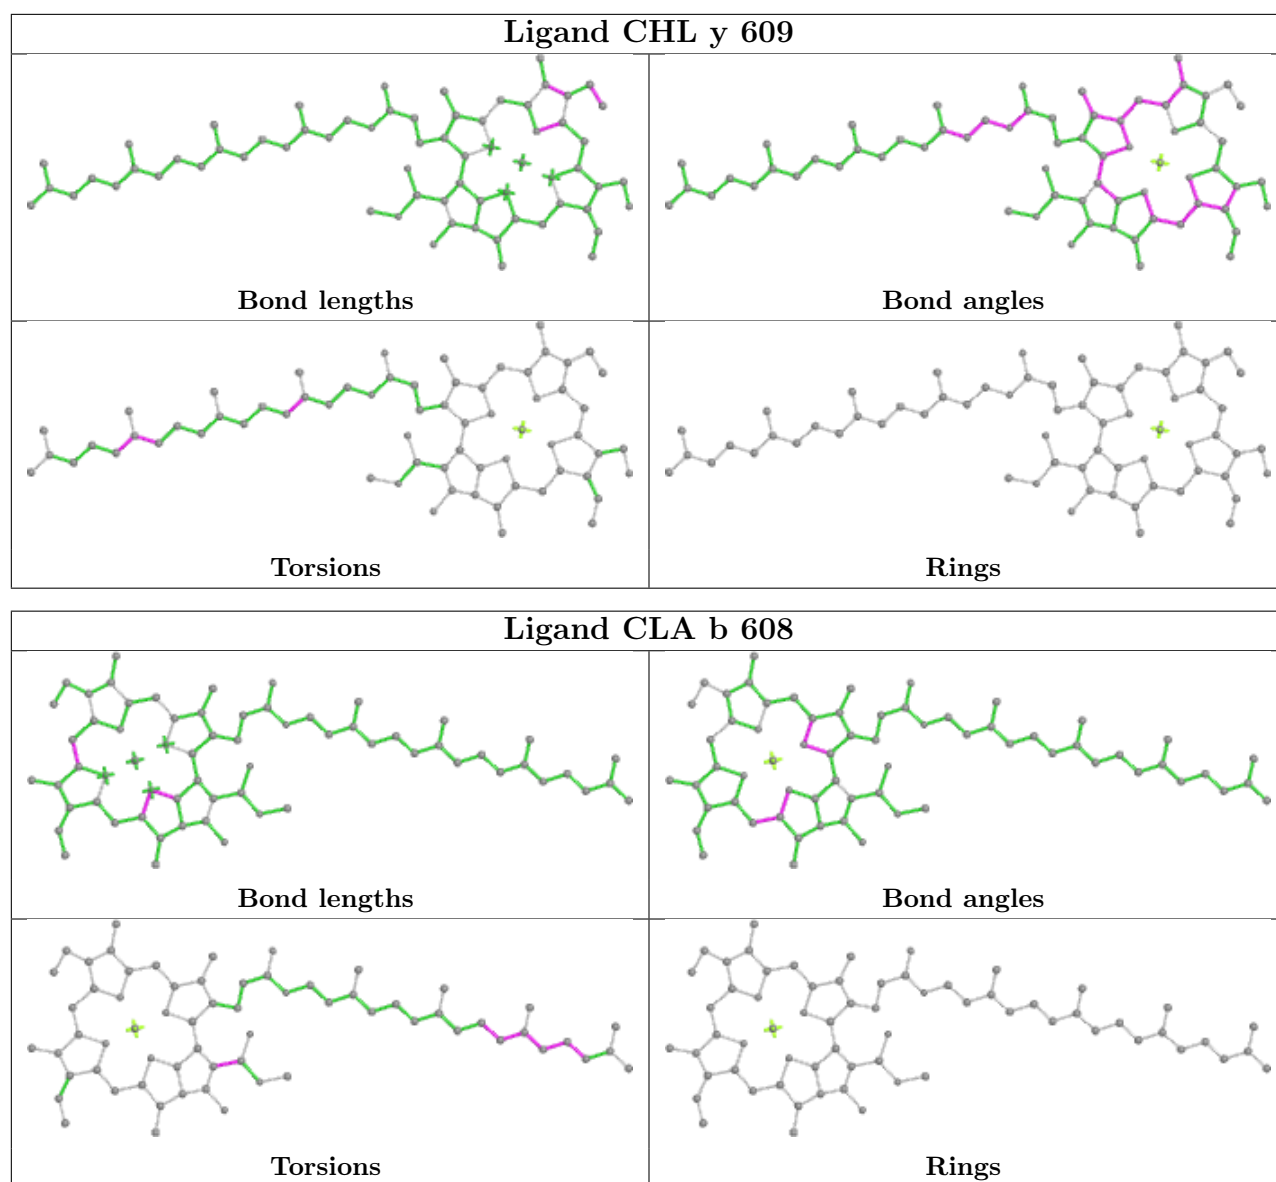 Ligand CHL y 609
Bond lengths
Bond angles
Torsions
Rings
Ligand CLA b 608
Bond lengths
Bond angles
Torsions
Rings